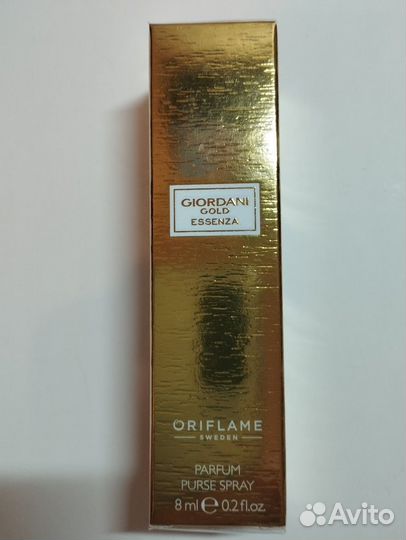 GIORDANI
GOLD
ESSENZA
ORIFLAME
SWEDEN
PARFUM
PURSE SPRAY
8 ml ℮ 0.2 fl.oz.
Avito